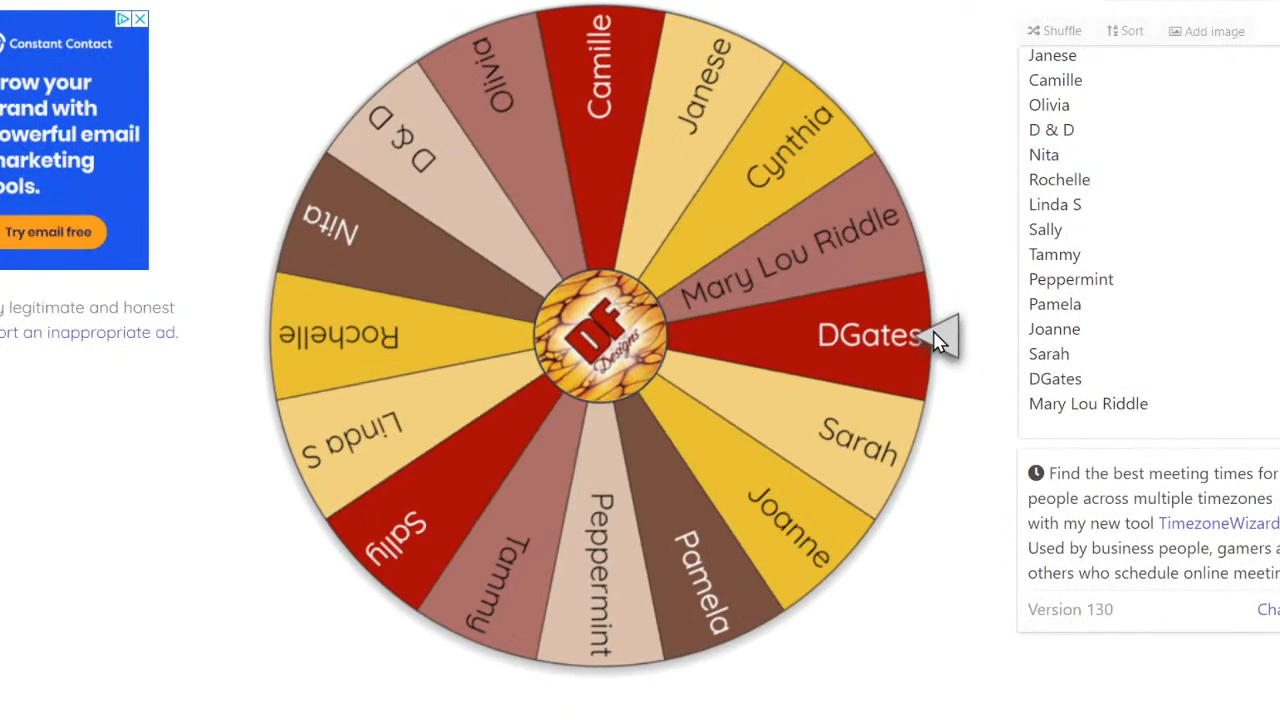 Constant Contact
row your
rand with
owerful email
narketing
ools.
Try email free
y legitimate and honest
ort an inappropriate ad.
Camille
Janese
Cynthia
Mary Lou Riddle
DGates
Sarah
Joanne
Pamela
Peppermint
Tammy
Sally
Linda S
Rochelle
Nita
D & D
Olivia
DF
Designs
Shuffle Sort Add image
Janese
Camille
Olivia
D & D
Nita
Rochelle
Linda S
Sally
Tammy
Peppermint
Pamela
Joanne
Sarah
DGates
Mary Lou Riddle
Find the best meeting times for
people across multiple timezones
with my new tool TimezoneWizard
Used by business people, gamers a
others who schedule online meetin
Version 130 Cha